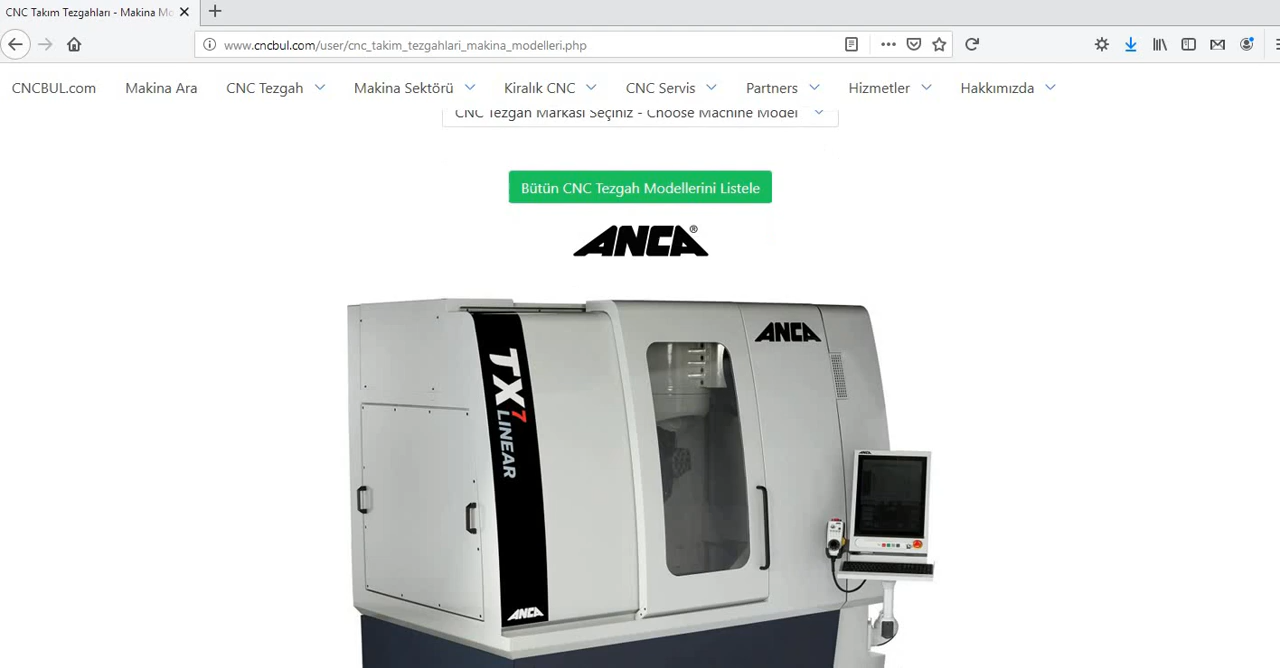 CNC Takım Tezgahları - Makina Mo
www.cncbul.com/user/cnc_takim_tezgahlari_makina_modelleri.php
CNCBUL.com Makina Ara CNC Tezgah Makina Sektörü Kiralık CNC CNC Servis Partners Hizmetler Hakkımızda
CNC Tezgah Markası Seçiniz - Choose Machine Model
Bütün CNC Tezgah Modellerini Listele
ANCA®
ANCA
TX7
LINEAR
ANCA
ANCA